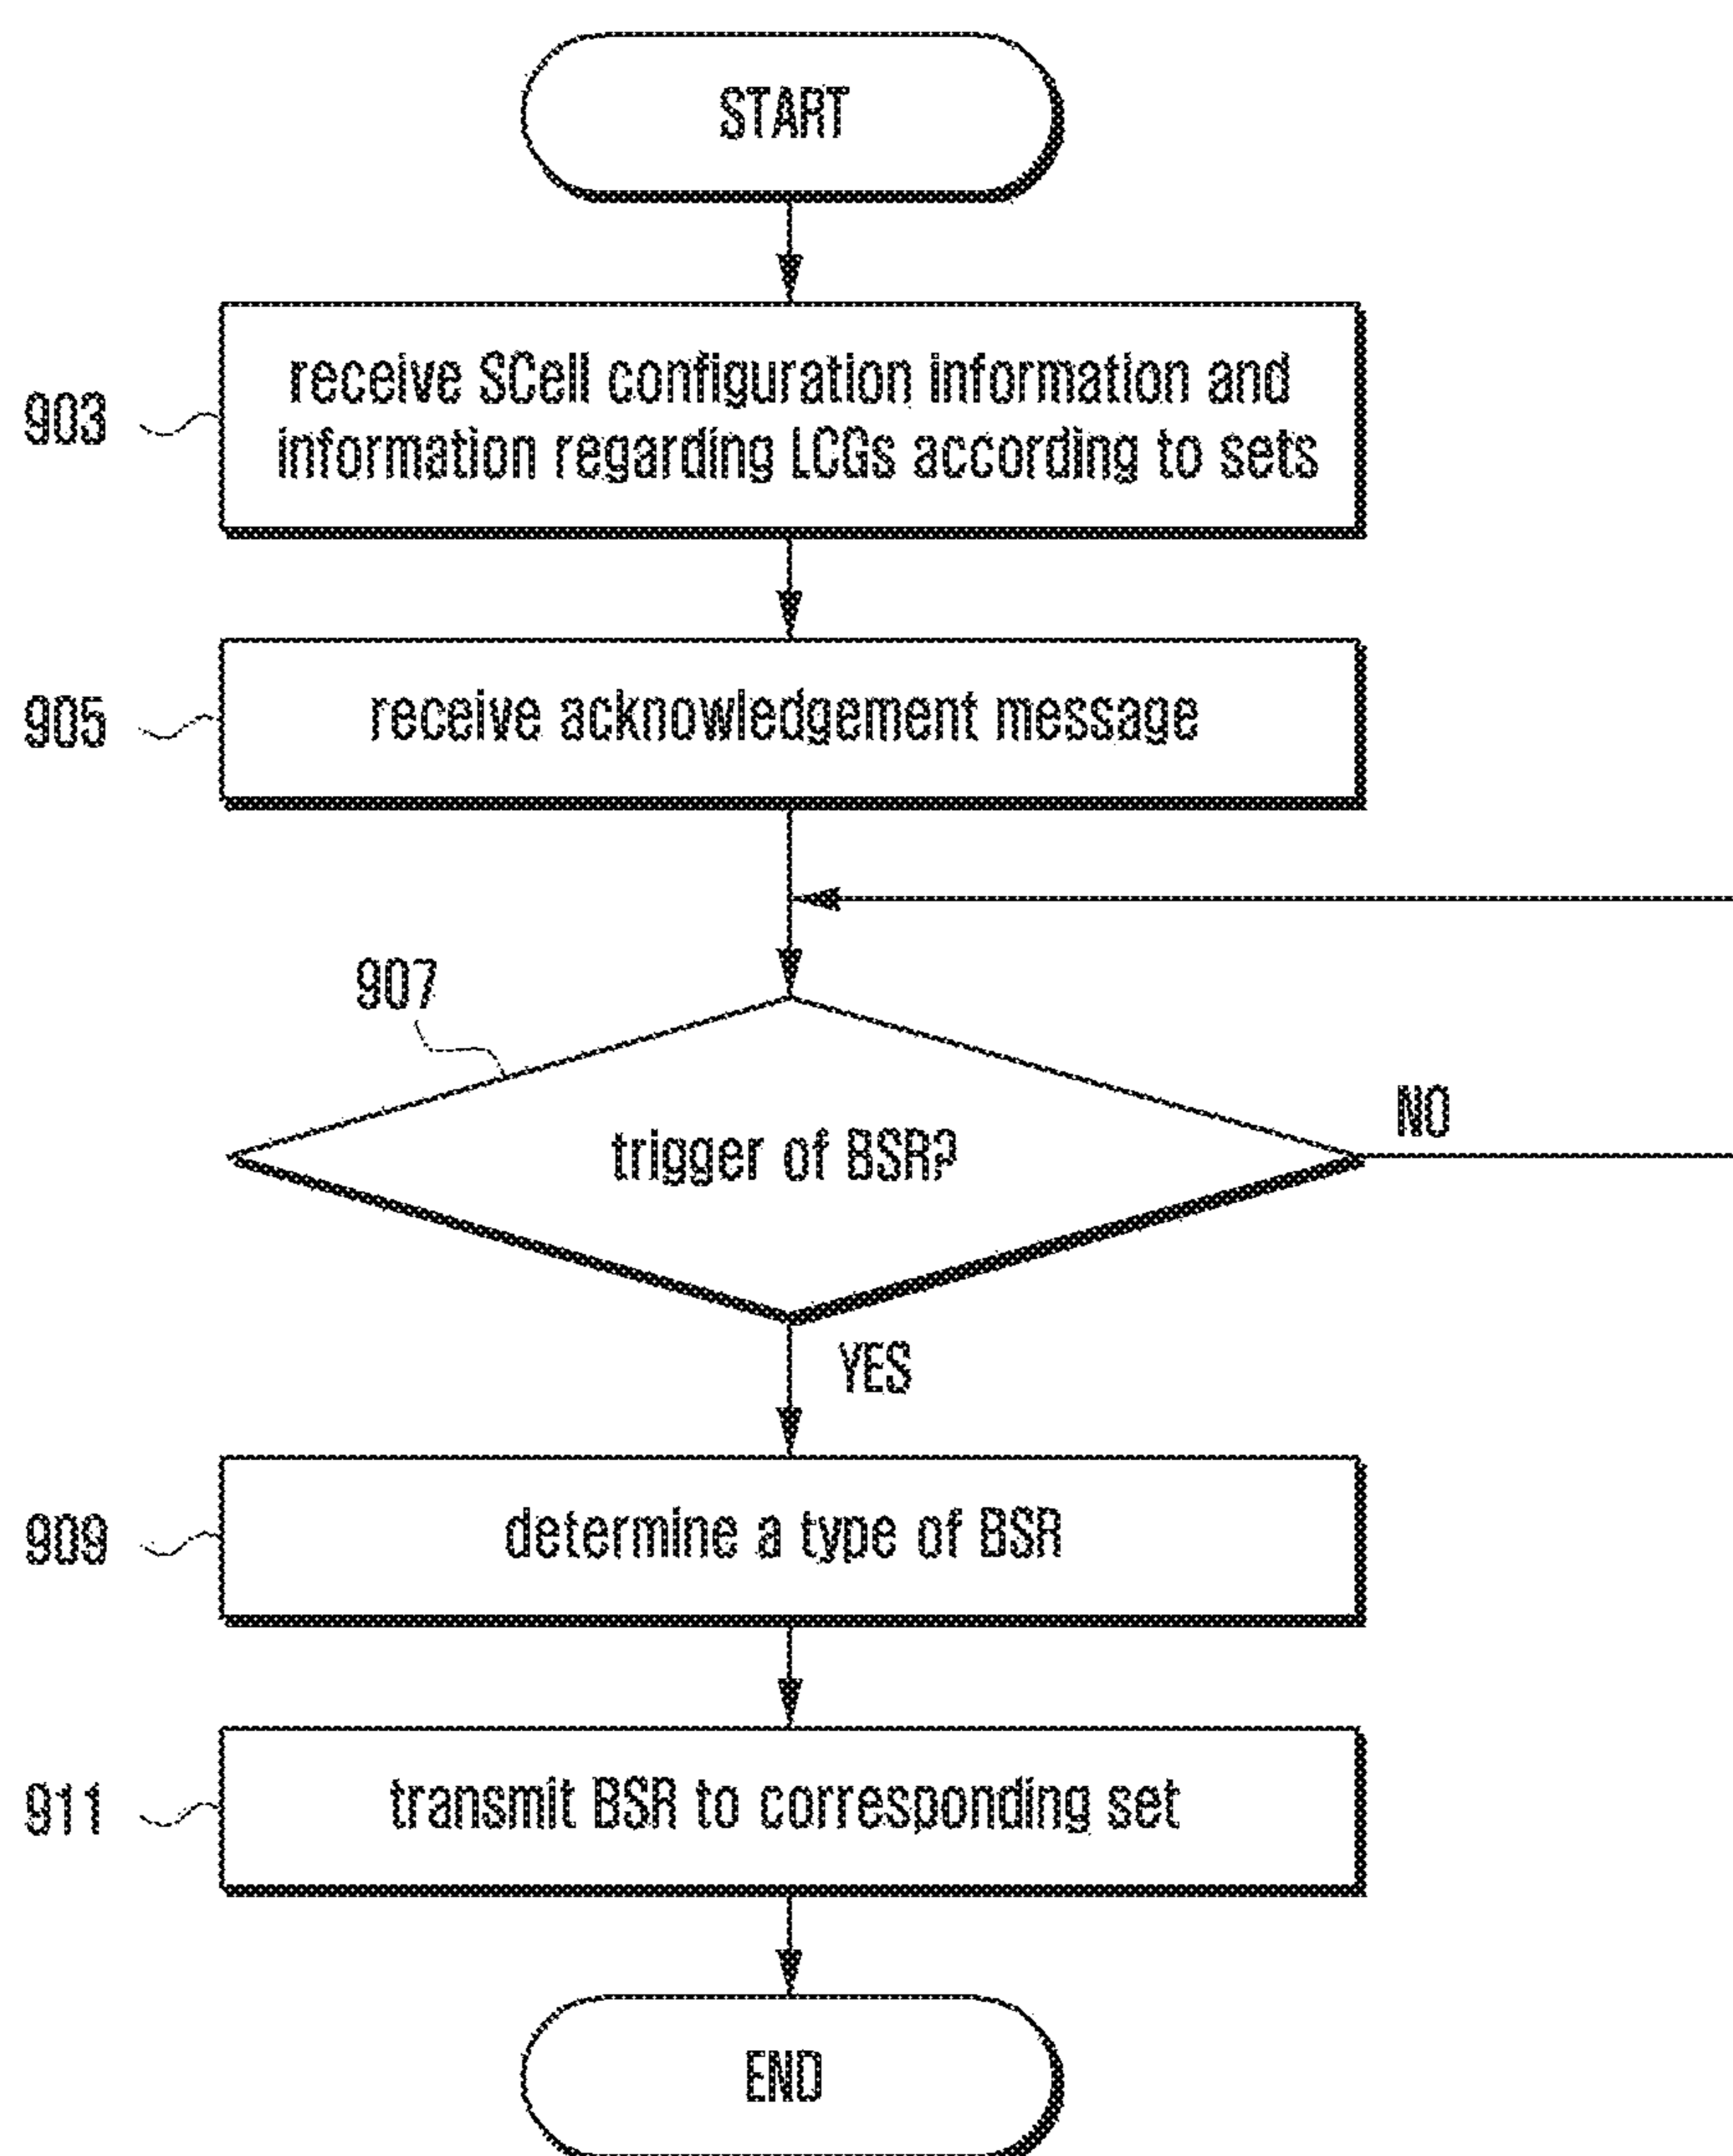 START
903
receive SCell configuration information and
information regarding LCGs according to sets
905
receive acknowledgement message
907
trigger of BSR?
NO
YES
909
determine a type of BSR
911
transmit BSR to corresponding set
END